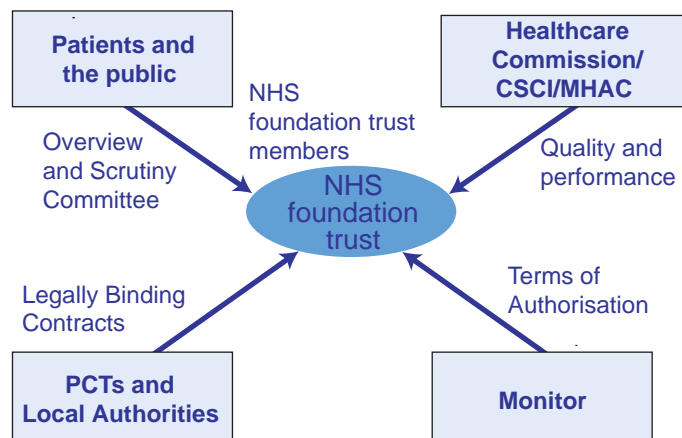 Patients and
the public
Healthcare
Commission/
CSCI/MHAC
NHS
foundation trust
members
Overview
and Scrutiny
Committee
Quality and
performance
NHS
foundation
trust
Legally Binding
Contracts
Terms of
Authorisation
PCTs and
Local Authorities
Monitor